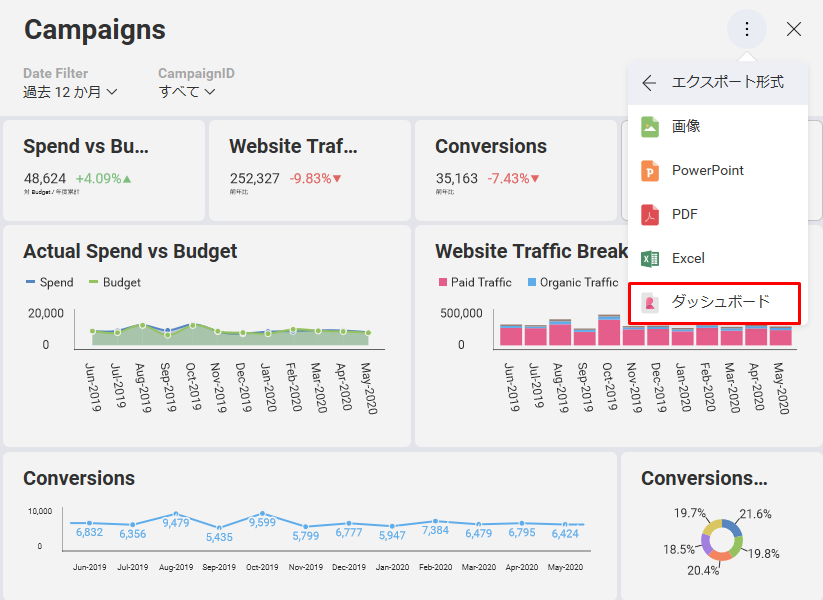 Campaigns
Date Filter
過去 12 か月
CampaignID
すべて
エクスポート形式
画像
PowerPoint
PDF
Excel
ダッシュボード
Spend vs Bu...
48,624 +4.09%▲
対 Budget / 年度累計
Website Traf...
252,327 -9.83%▼
前年比
Conversions
35,163 -7.43%▼
前年比
Actual Spend vs Budget
Spend Budget
20,000
0
Jun-2019 Jul-2019 Aug-2019 Sep-2019 Oct-2019 Nov-2019 Dec-2019 Jan-2020 Feb-2020 Mar-2020 Apr-2020 May-2020
Website Traffic Break
Paid Traffic Organic Traffic
500,000
0
Jun-2019 Jul-2019 Aug-2019 Sep-2019 Oct-2019 Nov-2019 Dec-2019 Jan-2020 Feb-2020 Mar-2020 Apr-2020 May-2020
Conversions
10,000
0
6,832 6,356 9,479 5,435 9,599 5,799 6,777 5,947 7,384 6,479 6,795 6,424
Jun-2019 Jul-2019 Aug-2019 Sep-2019 Oct-2019 Nov-2019 Dec-2019 Jan-2020 Feb-2020 Mar-2020 Apr-2020 May-2020
Conversions...
19.7% 21.6%
18.5% 19.8%
20.4%